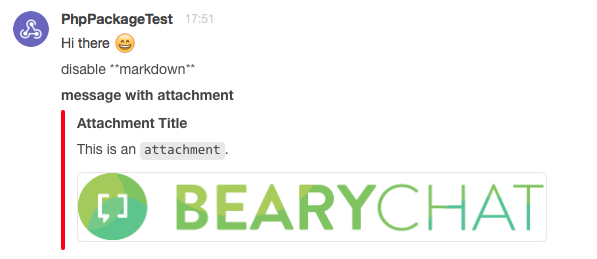 PhpPackageTest 17:51
Hi there 😄
disable **markdown**
message with attachment
Attachment Title
This is an attachment.
BEARYCHAT